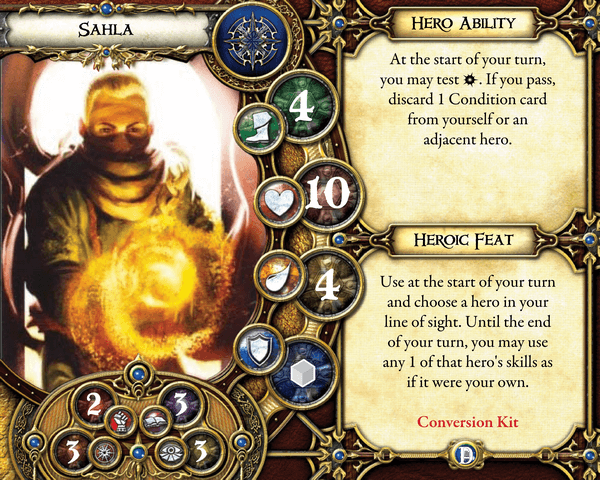 Sahla
4
10
4
2 3
3 3
Hero Ability
At the start of your turn,
you may test . If you pass,
discard 1 Condition card
from yourself or an
adjacent hero.
Heroic Feat
Use at the start of your turn
and choose a hero in your
line of sight. Until the end
of your turn, you may use
any 1 of that hero's skills as
if it were your own.
Conversion Kit
D